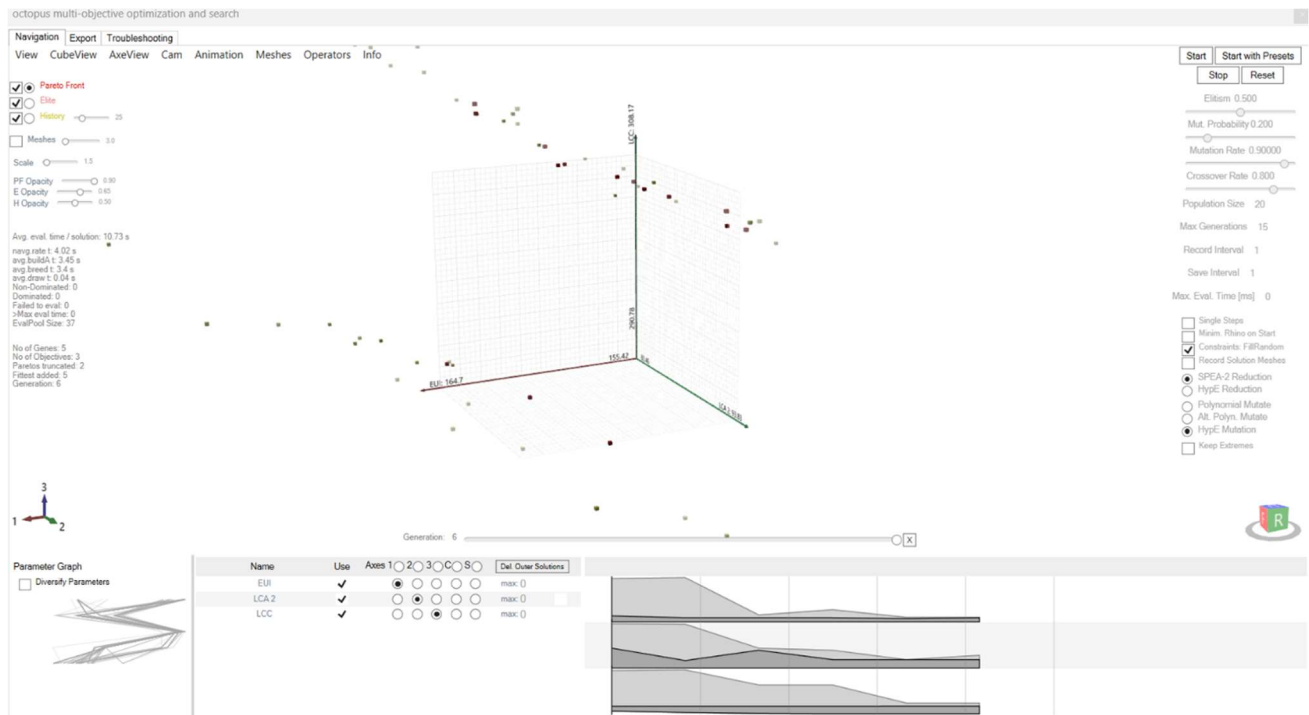 octopus multi-objective optimization and search
Navigation Export Troubleshooting
View CubeView AxeView Cam Animation Meshes Operators Info
Pareto Front
Elite
History 25
Meshes 3.0
Scale 1.5
PF Opacity 0.90
E Opacity 0.65
H Opacity 0.50
Avg. eval. time / solution: 10.73 s
navg.rate t: 4.02 s
avg.buildA t: 3.45 s
avg.breed t: 3.4 s
avg.draw t: 0.04 s
Non-Dominated: 0
Dominated: 0
Failed to eval: 0
>Max eval time: 0
EvalPool Size: 37
No of Genes: 5
No of Objectives: 3
Paretos truncated: 2
Fittest added: 5
Generation: 6
LCC: 308.17
290.78
155.42
EUI: 164.7
Start Start with Presets
Stop Reset
Elitism 0.500
Mut. Probability 0.200
Mutation Rate 0.90000
Crossover Rate 0.800
Population Size 20
Max Generations 15
Record Interval 1
Save Interval 1
Max. Eval. Time [ms] 0
Single Steps
Minim. Rhino on Start
Constraints: FillRandom
Record Solution Meshes
SPEA-2 Reduction
HypE Reduction
Polynomial Mutate
Alt. Polyn. Mutate
HypE Mutation
Keep Extremes
3
1
2
R
Generation: 6 X
Parameter Graph
Diversify Parameters
Name Use Axes 1 2 3 C S Del. Outer Solutions
EUI max: ()
LCA 2 max: ()
LCC max: ()